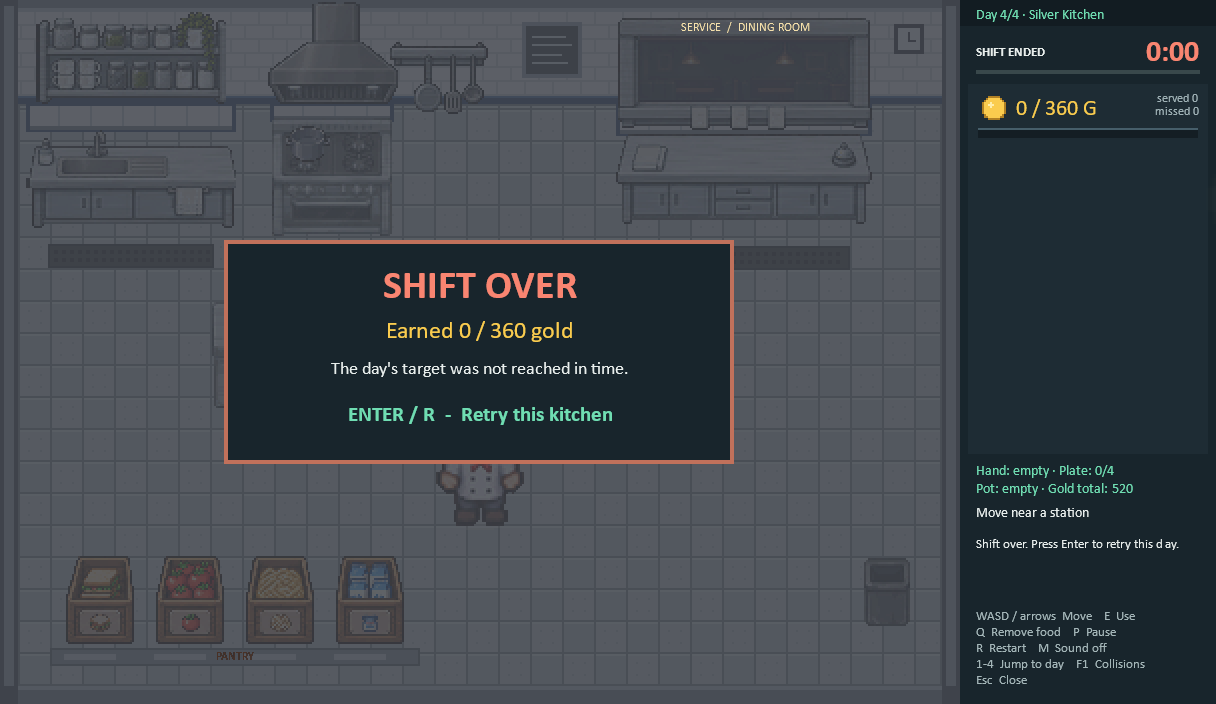 SERVICE / DINING ROOM
SHIFT OVER
Earned 0 / 360 gold
The day's target was not reached in time.
ENTER / R - Retry this kitchen
PANTRY
Day 4/4 · Silver Kitchen
SHIFT ENDED 0:00
0 / 360 G
served 0
missed 0
Hand: empty · Plate: 0/4
Pot: empty · Gold total: 520
Move near a station
Shift over. Press Enter to retry this day.
WASD / arrows Move E Use
Q Remove food P Pause
R Restart M Sound off
1-4 Jump to day F1 Collisions
Esc Close